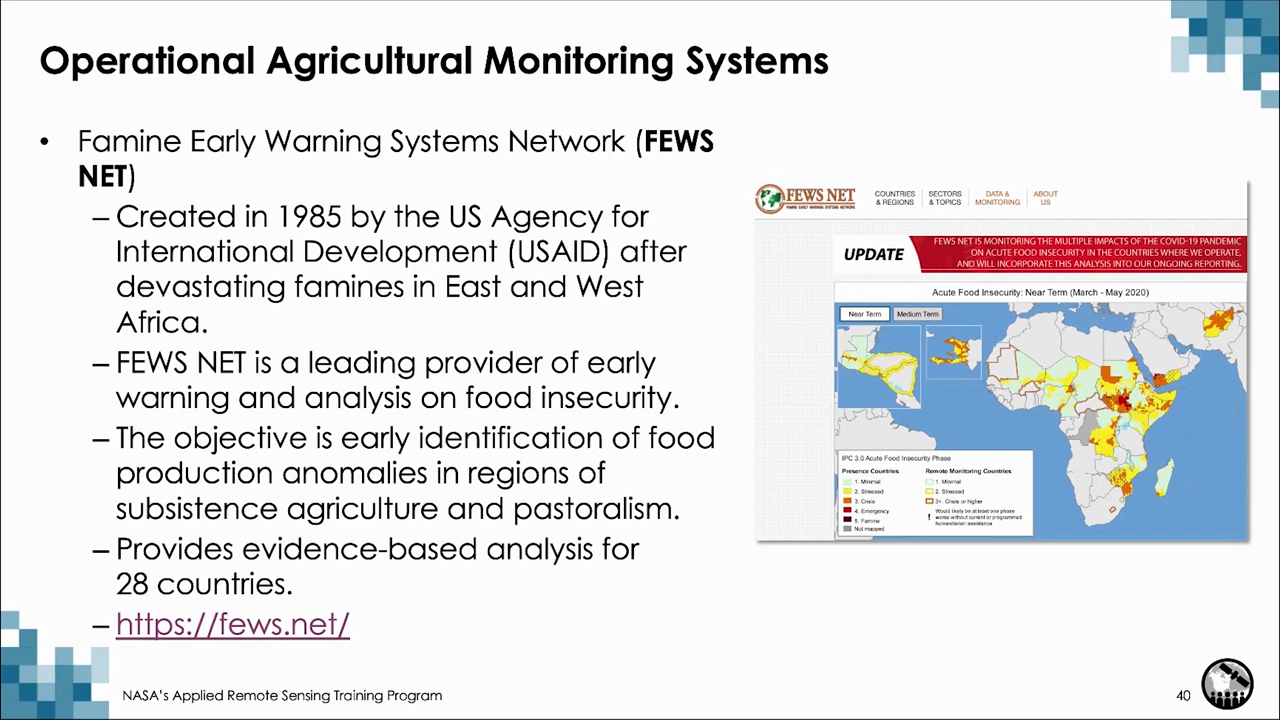 Operational Agricultural Monitoring Systems
• Famine Early Warning Systems Network (FEWS
NET)
– Created in 1985 by the US Agency for
International Development (USAID) after
devastating famines in East and West
Africa.
– FEWS NET is a leading provider of early
warning and analysis on food insecurity.
– The objective is early identification of food
production anomalies in regions of
subsistence agriculture and pastoralism.
– Provides evidence-based analysis for
28 countries.
– https://fews.net/
FEWS NET
FAMINE EARLY WARNING SYSTEMS NETWORK
COUNTRIES
& REGIONS
SECTORS
& TOPICS
DATA &
MONITORING
ABOUT
US
UPDATE
FEWS NET IS MONITORING THE MULTIPLE IMPACTS OF THE COVID-19 PANDEMIC
ON ACUTE FOOD INSECURITY IN THE COUNTRIES WHERE WE OPERATE,
AND WILL INCORPORATE THIS ANALYSIS INTO OUR ONGOING REPORTING.
Acute Food Insecurity: Near Term (March - May 2020)
Near Term
Medium Term
IPC 3.0 Acute Food Insecurity Phase
Presence Countries
1. Minimal
2. Stressed
3. Crisis
4. Emergency
5. Famine
Not mapped
Remote Monitoring Countries
1. Minimal
2. Stressed
3+. Crisis or higher
! Would likely be at least one phase
worse without current or programmed
humanitarian assistance
NASA's Applied Remote Sensing Training Program
40